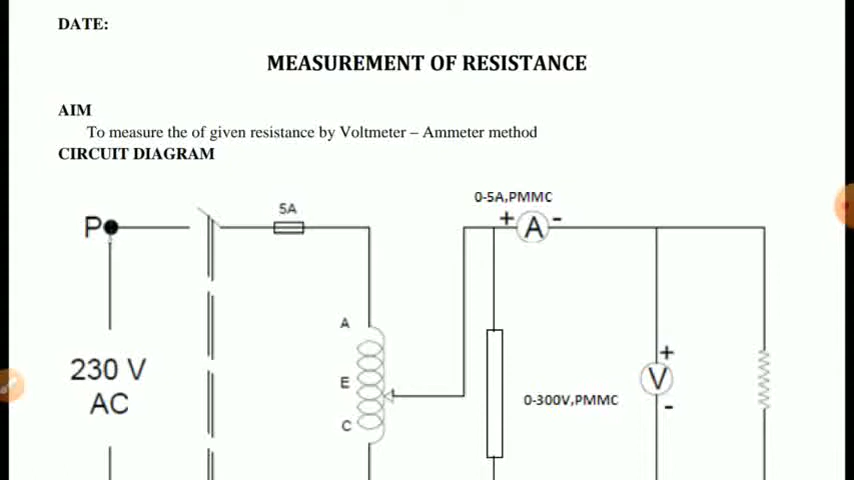 DATE:
MEASUREMENT OF RESISTANCE
AIM
To measure the of given resistance by Voltmeter – Ammeter method
CIRCUIT DIAGRAM
0-5A,PMMC
5A
+ A -
P
A
230 V
AC
E
C
+
V
-
0-300V,PMMC